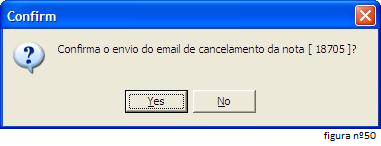 Confirm
Confirma o envio do email de cancelamento da nota [ 18705 ]?
Yes
No
figura nº50